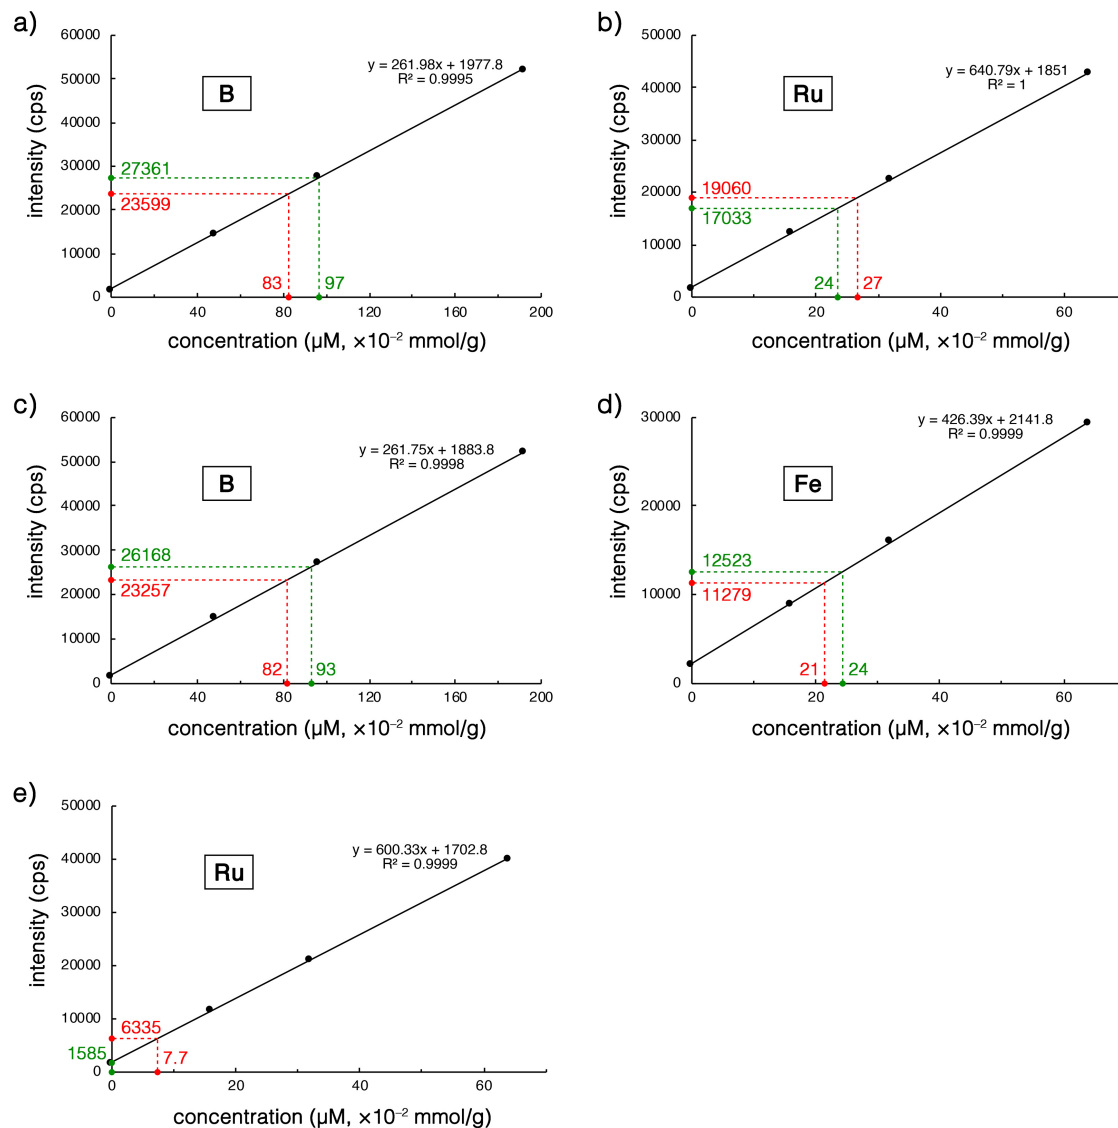 a)
60000
50000
40000
30000
20000
10000
0
intensity (cps)
y = 261.98x + 1977.8
R² = 0.9995
B
27361
23599
83
97
0
40
80
120
160
200
concentration (µM, ×10⁻² mmol/g)
b)
50000
40000
30000
20000
10000
0
intensity (cps)
y = 640.79x + 1851
R² = 1
Ru
19060
17033
24
27
0
20
40
60
concentration (µM, ×10⁻² mmol/g)
c)
60000
50000
40000
30000
20000
10000
0
intensity (cps)
y = 261.75x + 1883.8
R² = 0.9998
B
26168
23257
82
93
0
40
80
120
160
200
concentration (µM, ×10⁻² mmol/g)
d)
30000
20000
10000
0
intensity (cps)
y = 426.39x + 2141.8
R² = 0.9999
Fe
12523
11279
21
24
0
20
40
60
concentration (µM, ×10⁻² mmol/g)
e)
50000
40000
30000
20000
10000
0
intensity (cps)
y = 600.33x + 1702.8
R² = 0.9999
Ru
6335
1585
7.7
0
20
40
60
concentration (µM, ×10⁻² mmol/g)